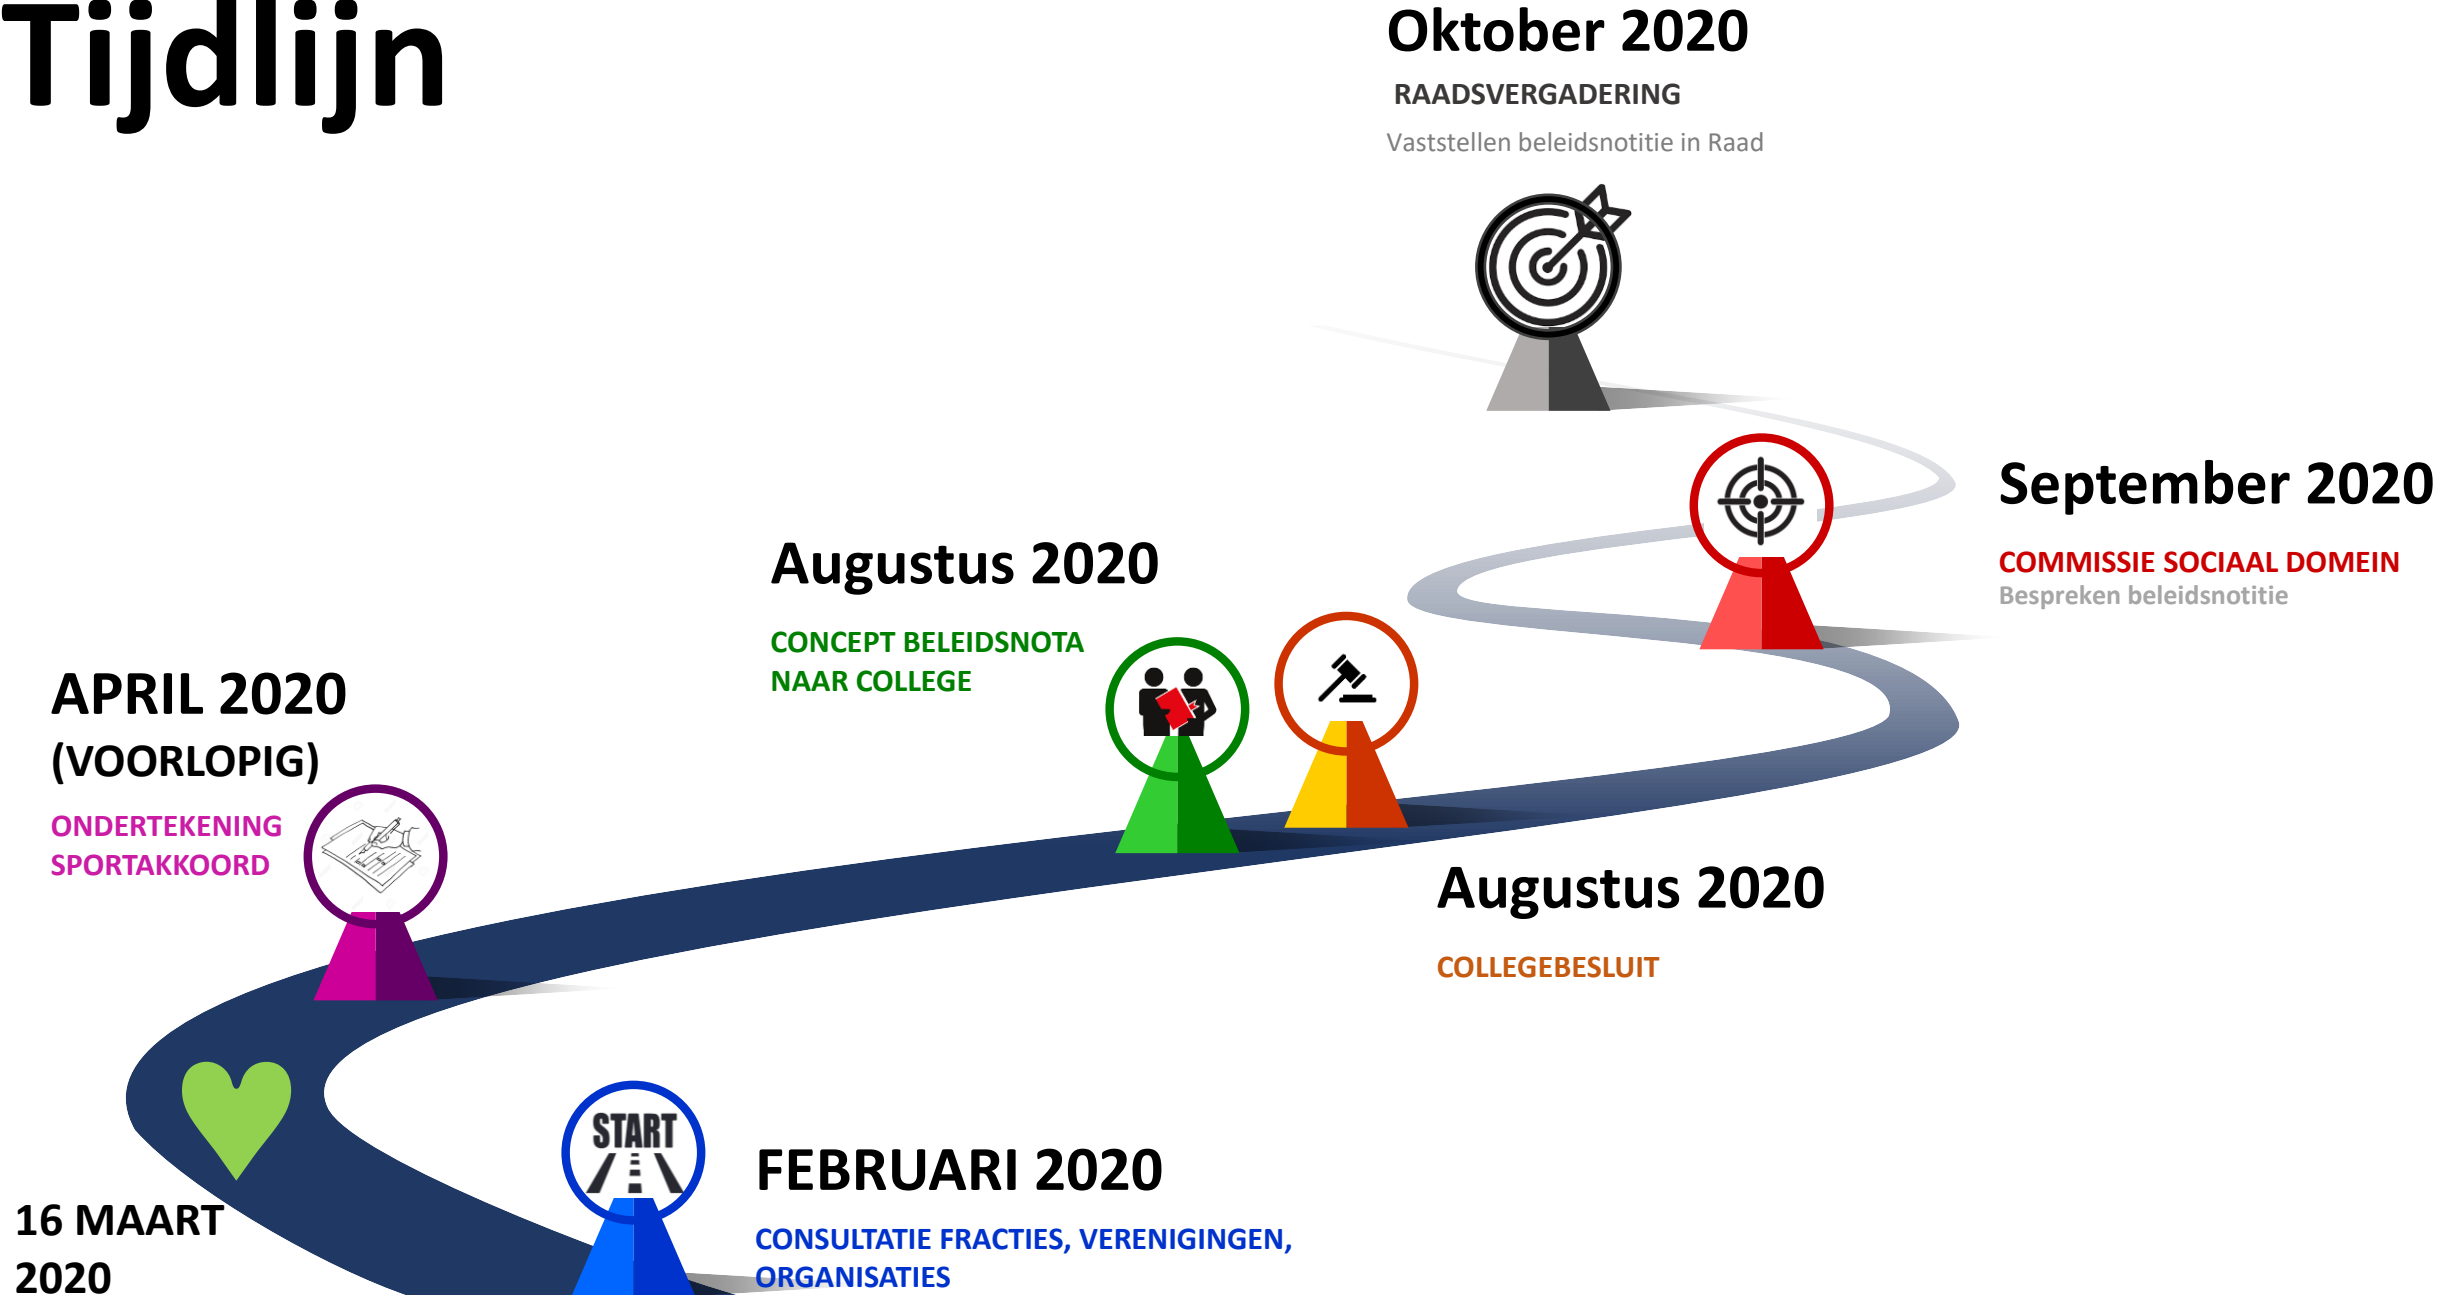 Tijdlijn
Oktober 2020
RAADSVERGADERING
Vaststellen beleidsnotitie in Raad
September 2020
COMMISSIE SOCIAAL DOMEIN
Bespreken beleidsnotitie
Augustus 2020
CONCEPT BELEIDSNOTA
NAAR COLLEGE
APRIL 2020
(VOORLOPIG)
ONDERTEKENING
SPORTAKKOORD
Augustus 2020
COLLEGEBESLUIT
START
FEBRUARI 2020
CONSULTATIE FRACTIES, VERENIGINGEN,
ORGANISATIES
16 MAART
2020